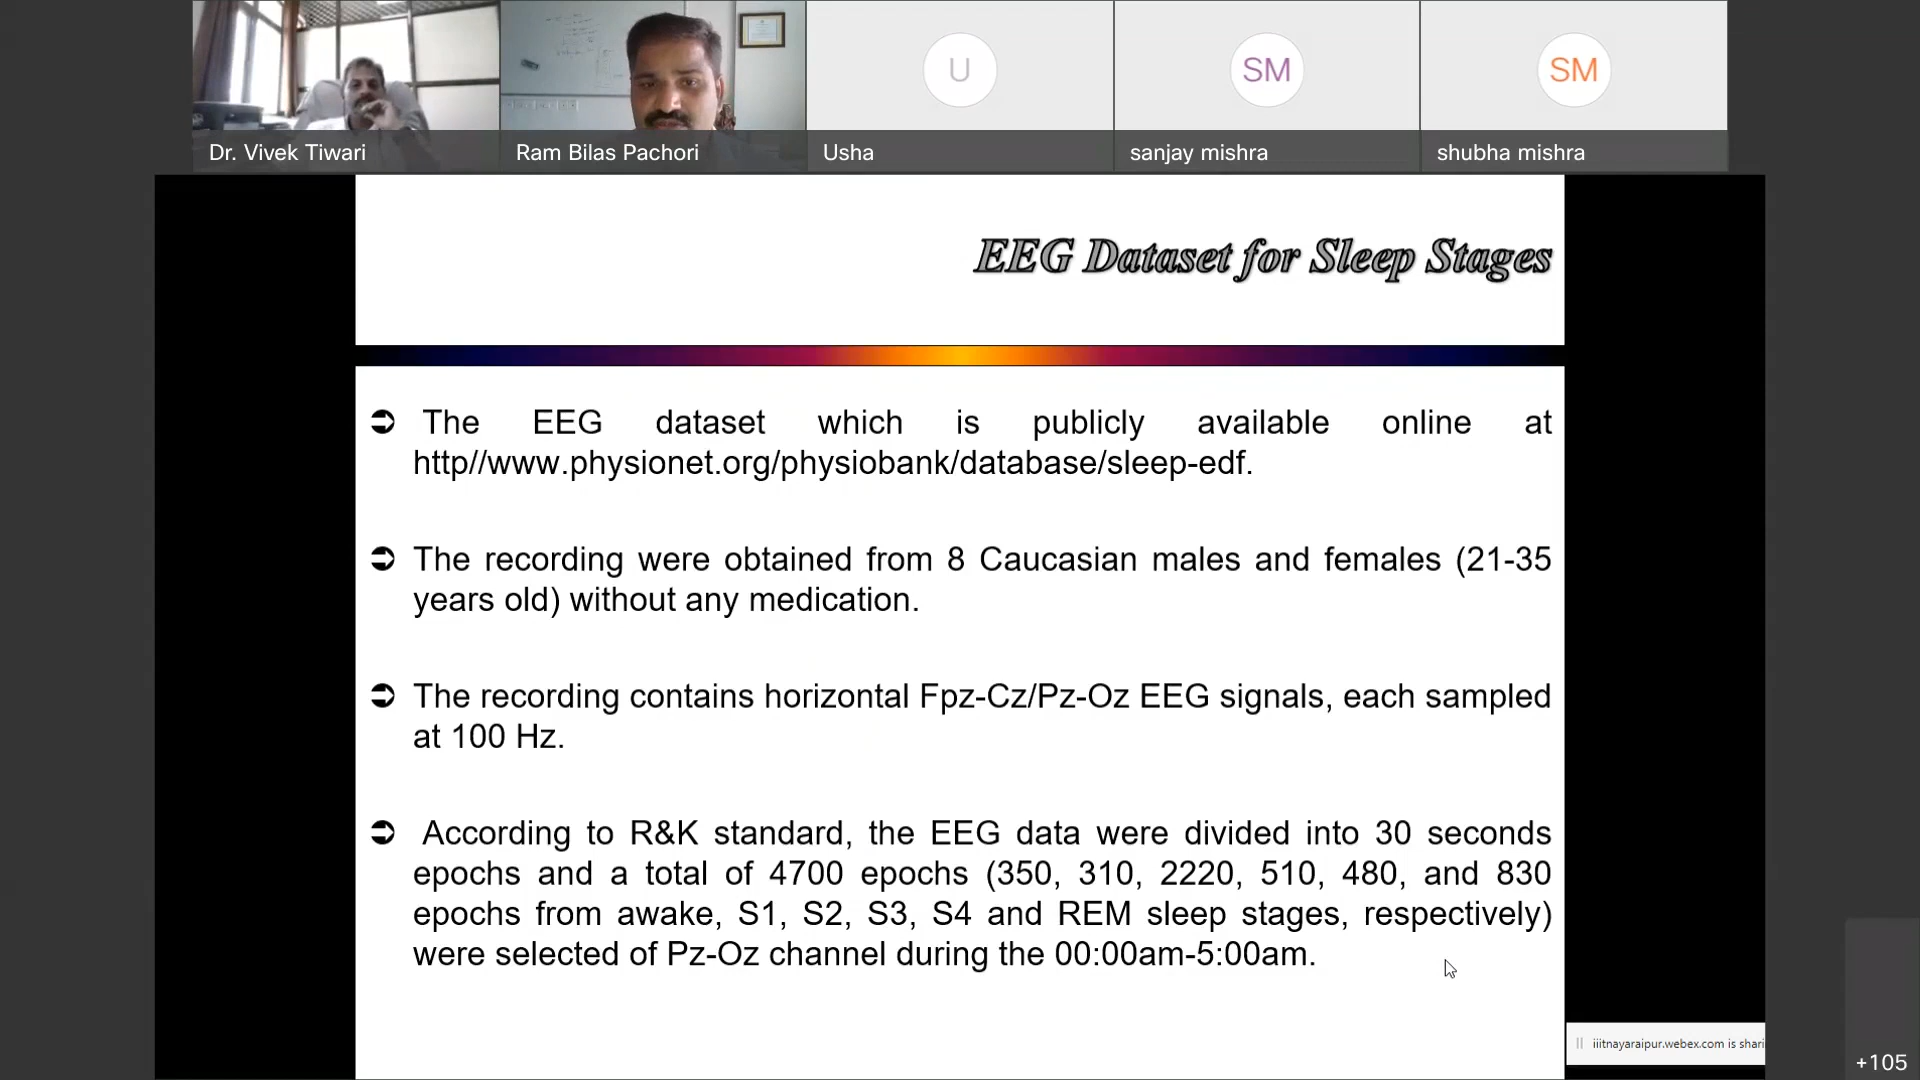 U
SM
SM
Dr. Vivek Tiwari
Ram Bilas Pachori
Usha
sanjay mishra
shubha mishra
EEG Dataset for Sleep Stages
The EEG dataset which is publicly available online at
http//www.physionet.org/physiobank/database/sleep-edf.
The recording were obtained from 8 Caucasian males and females (21-35
years old) without any medication.
The recording contains horizontal Fpz-Cz/Pz-Oz EEG signals, each sampled
at 100 Hz.
According to R&K standard, the EEG data were divided into 30 seconds
epochs and a total of 4700 epochs (350, 310, 2220, 510, 480, and 830
epochs from awake, S1, S2, S3, S4 and REM sleep stages, respectively)
were selected of Pz-Oz channel during the 00:00am-5:00am.
iiitnayaraipur.webex.com is shari
+105